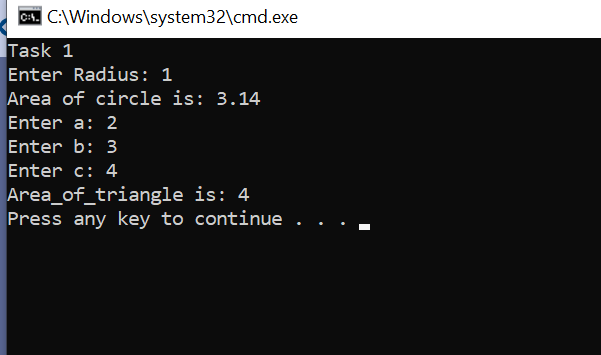 C:\Windows\system32\cmd.exe
Task 1
Enter Radius: 1
Area of circle is: 3.14
Enter a: 2
Enter b: 3
Enter c: 4
Area_of_triangle is: 4
Press any key to continue . . .